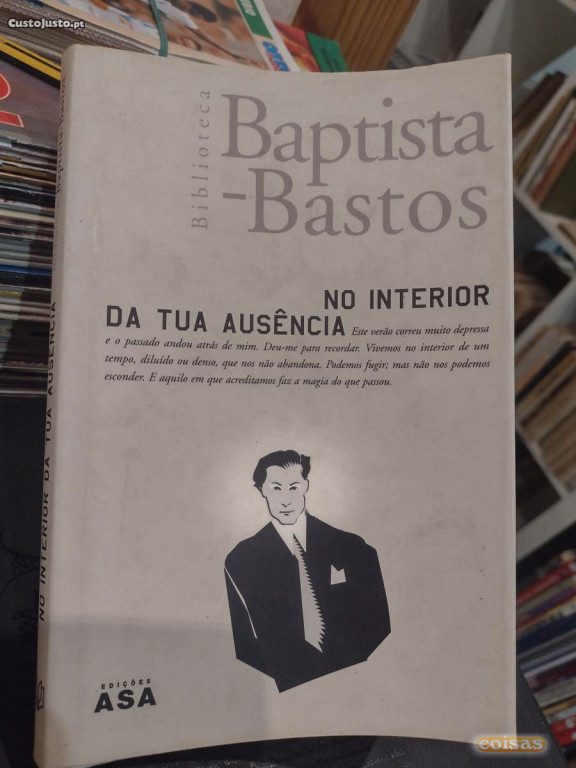 CustoJusto.pt
Biblioteca
Baptista
-Bastos
NO INTERIOR
DA TUA AUSÊNCIA Este verão correu muito depressa
e o passado andou atrás de mim. Deu-me para recordar. Vivemos no interior de um
tempo, diluído ou denso, que nos não abandona. Podemos fugir; mas não nos podemos
esconder. E aquilo em que acreditamos faz a magia do que passou.
EDIÇÕES
ASA
NO INTERIOR DA TUA AUSÊNCIA
coisas